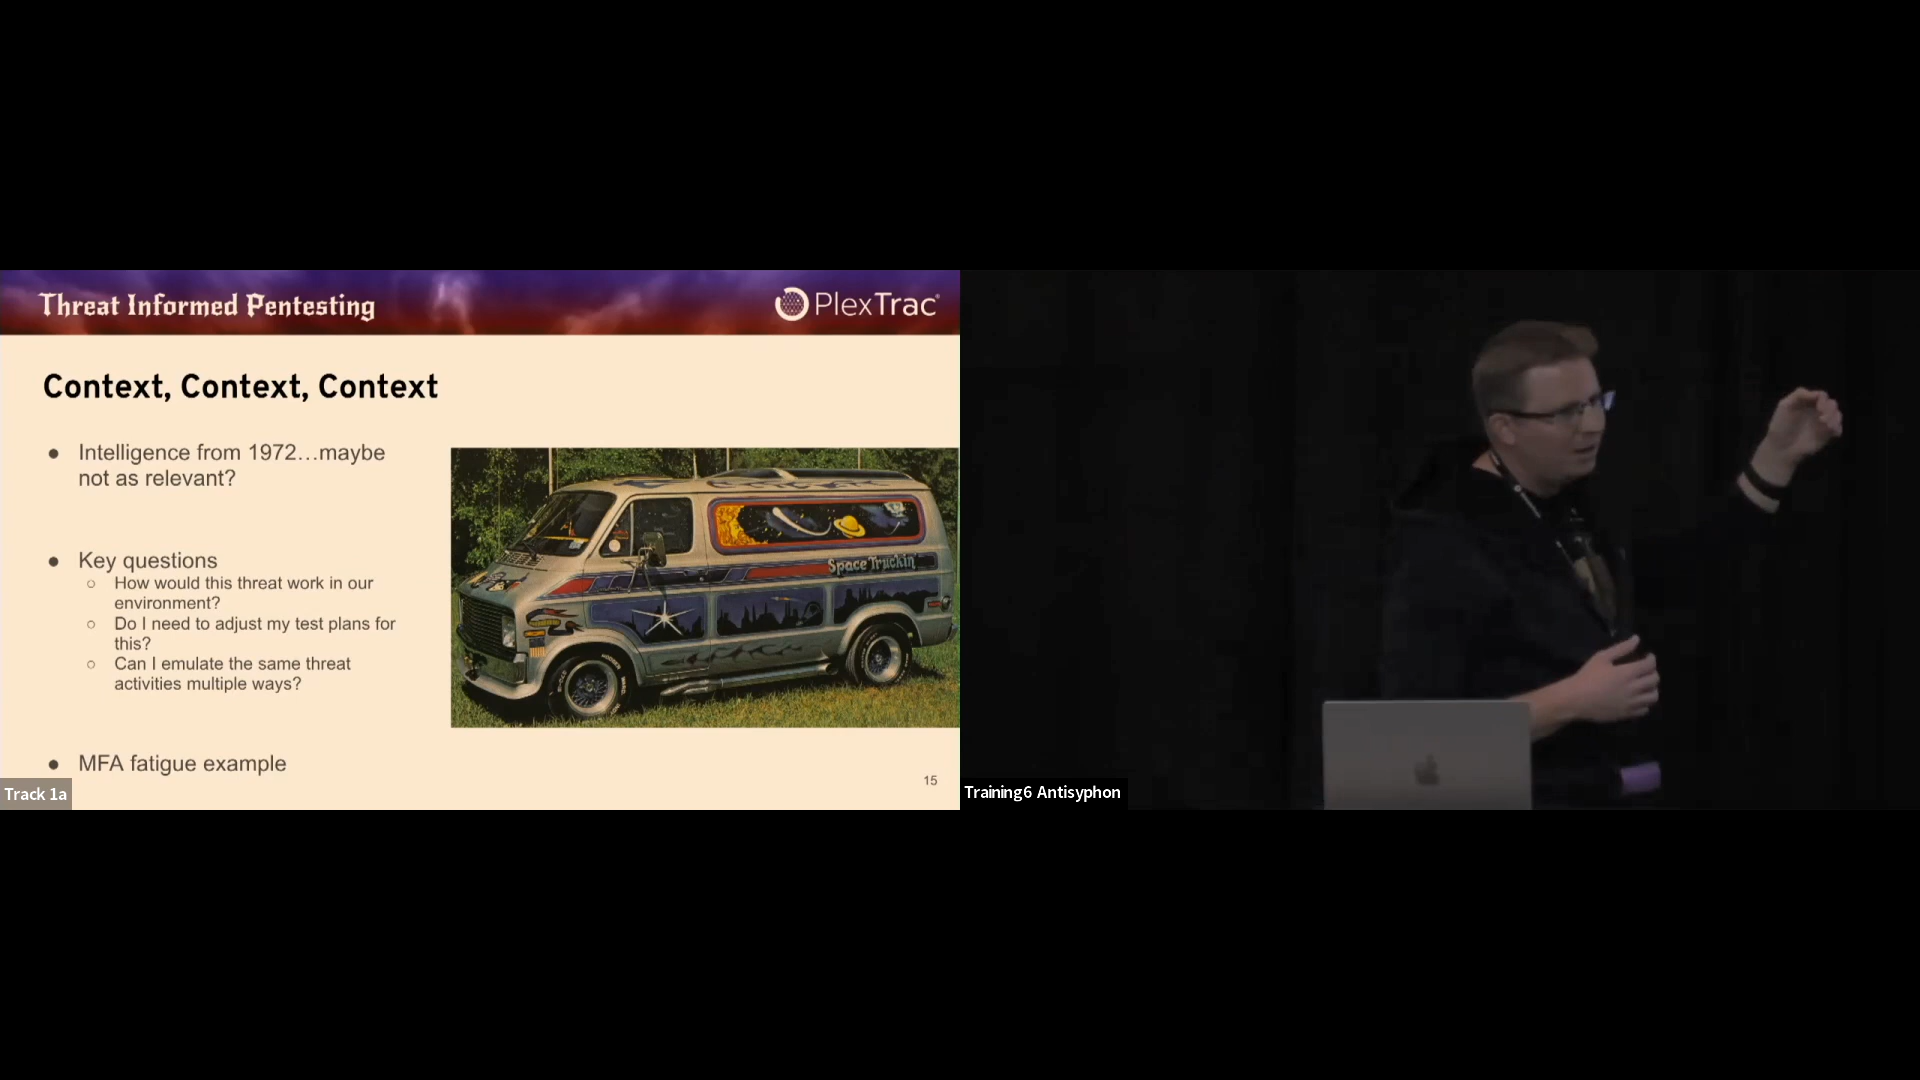 Threat Informed Pentesting
PlexTrac
Context, Context, Context
● Intelligence from 1972...maybe
not as relevant?
● Key questions
○ How would this threat work in our
environment?
○ Do I need to adjust my test plans for
this?
○ Can I emulate the same threat
activities multiple ways?
● MFA fatigue example
Space Truckin'
15
Track 1a
Training6 Antisyphon